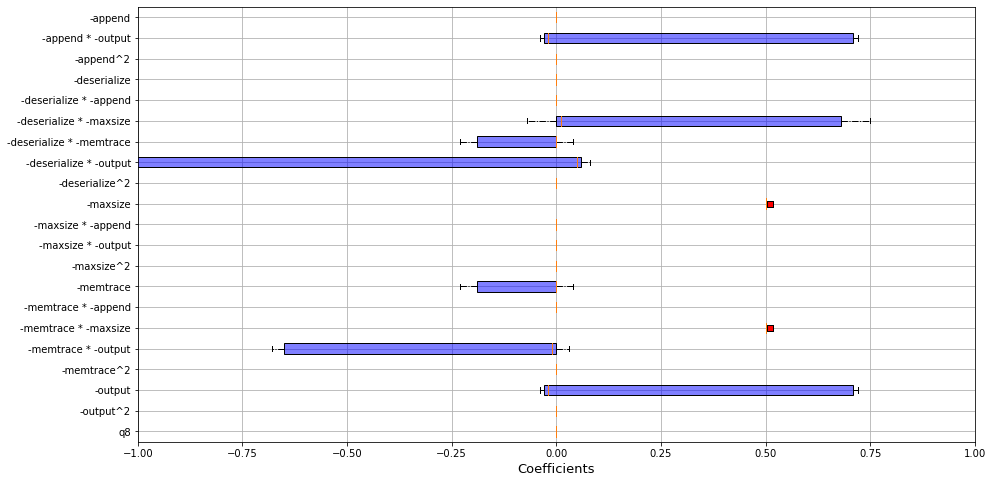 -append
-append * -output
-append^2
-deserialize
-deserialize * -append
-deserialize * -maxsize
-deserialize * -memtrace
-deserialize * -output
-deserialize^2
-maxsize
-maxsize * -append
-maxsize * -output
-maxsize^2
-memtrace
-memtrace * -append
-memtrace * -maxsize
-memtrace * -output
-memtrace^2
-output
-output^2
q8
−1.00 −0.75 −0.50 −0.25 0.00 0.25 0.50 0.75 1.00
Coefficients